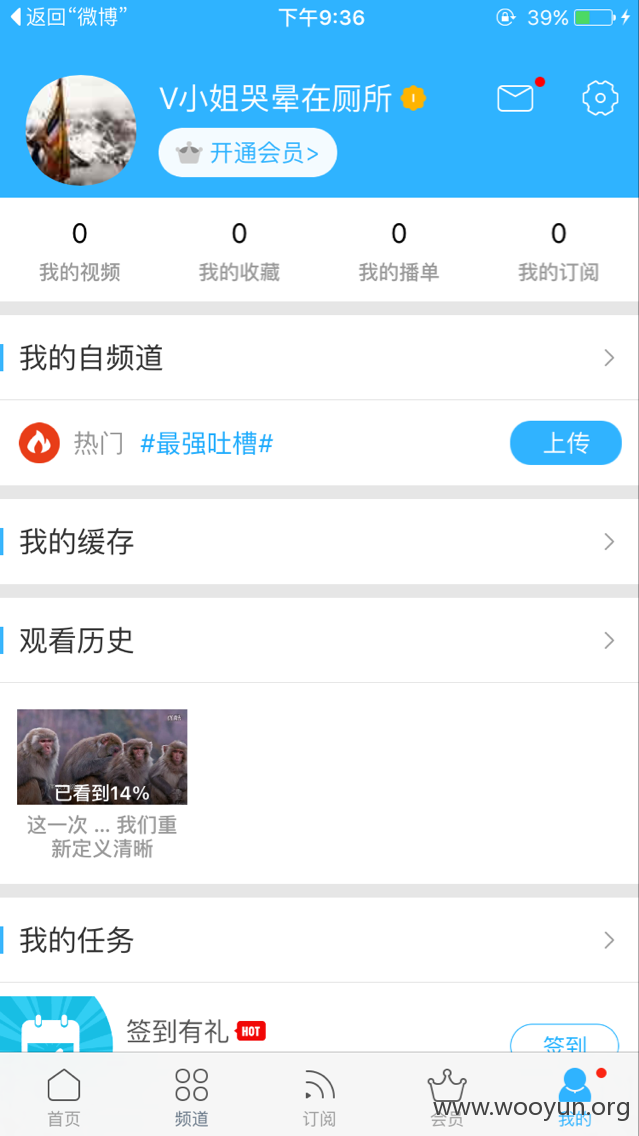 返回“微博”
下午9:36
39%
V小姐哭晕在厕所
开通会员>
0
0
0
0
我的视频
我的收藏
我的播单
我的订阅
我的自频道
热门
#最强吐槽#
上传
我的缓存
观看历史
已看到14%
这一次 ... 我们重
新定义清晰
我的任务
签到有礼
HOT
签到
首页
频道
订阅
会员
我的
www.wooyun.org